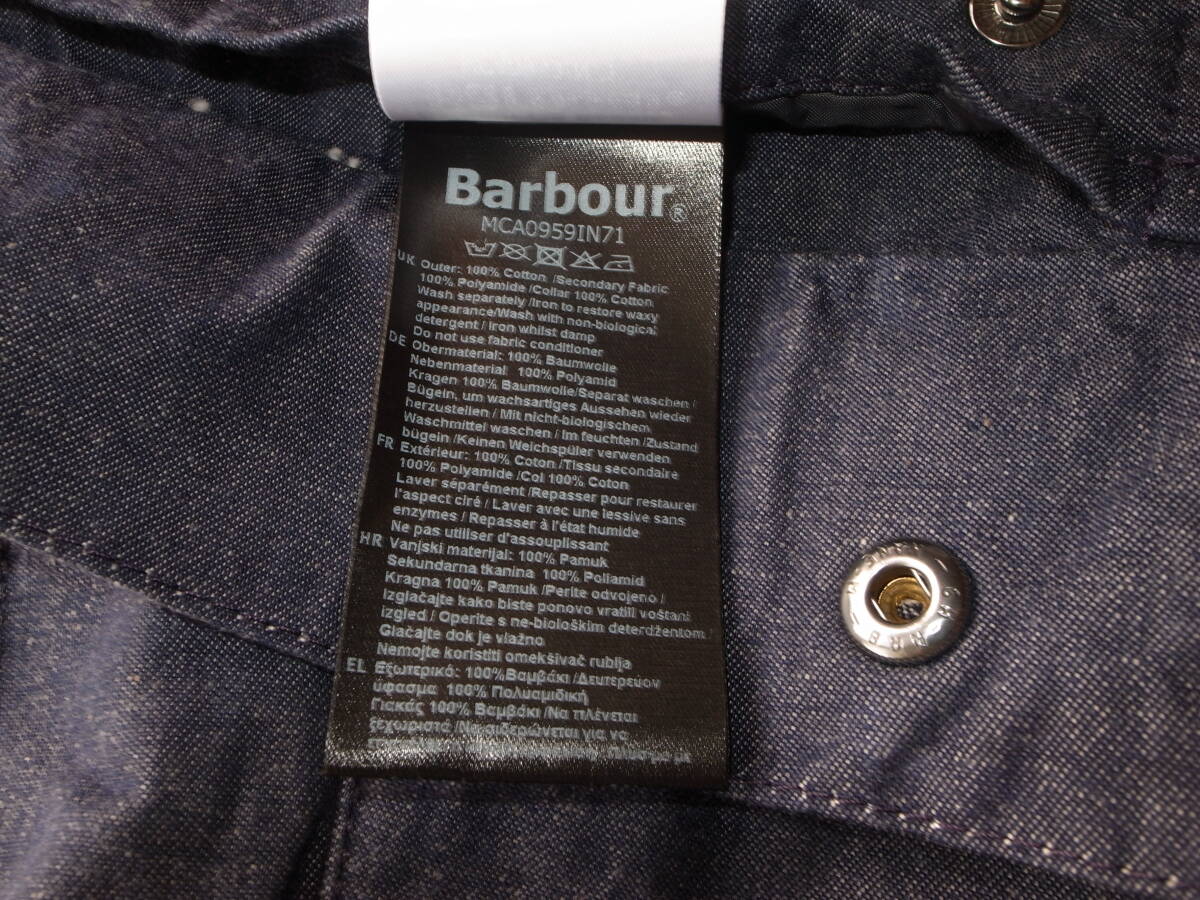 Barbour®
MCA0959IN71
UK Outer: 100% Cotton /Secondary Fabric
100% Polyamide/Collar 100% Cotton
Wash separately /Iron to restore waxy
appearance/Wash with non-biological
detergent / Iron whilst damp
Do not use fabric conditioner
DE Obermaterial: 100% Baumwolle
Nebenmaterial 100% Polyamid
Kragen 100% Baumwolle/Separat waschen /
Bügeln, um wachsartiges Aussehen wieder
herzustellen / Mit nicht-biologischem
Waschmittel waschen / Im feuchten /Zustand
bügeln /Keinen Weichspüler verwenden
FR Extérieur: 100% Coton /Tissu secondaire
100% Polyamide /Col 100% Coton
Laver séparément /Repasser pour restaurer
l'aspect ciré / Laver avec une lessive sans
enzymes / Repasser à l'état humide
Ne pas utiliser d'assouplissant
HR Vanjski materijal: 100% Pamuk
Sekundarna tkanina 100% Poliamid
Kragna 100% Pamuk /Perite odvojeno /
Izglačajte kako biste ponovo vratili voštani
izgled / Operite s ne-biološkim deterdžentom /
Glačajte dok je vlažno
Nemojte koristiti omekšivač rublja
EL Εξωτερικό: 100%Βαμβάκι /Δευτερεύον
ύφασμα 100% Πολυαμιδική
Γιακάς 100% Βαμβάκι /Να πλένεται
ξεχωριστά /Να σιδερώνεται για να